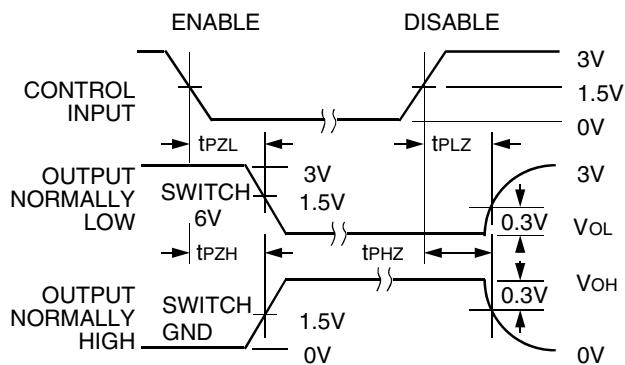 ENABLE
DISABLE
CONTROL
INPUT
3V
1.5V
0V
tPZL
tPLZ
OUTPUT
NORMALLY
LOW
SWITCH
6V
3V
1.5V
3V
0.3V
VOL
tPZH
tPHZ
OUTPUT
NORMALLY
HIGH
SWITCH
GND
1.5V
0V
0.3V
VOH
0V